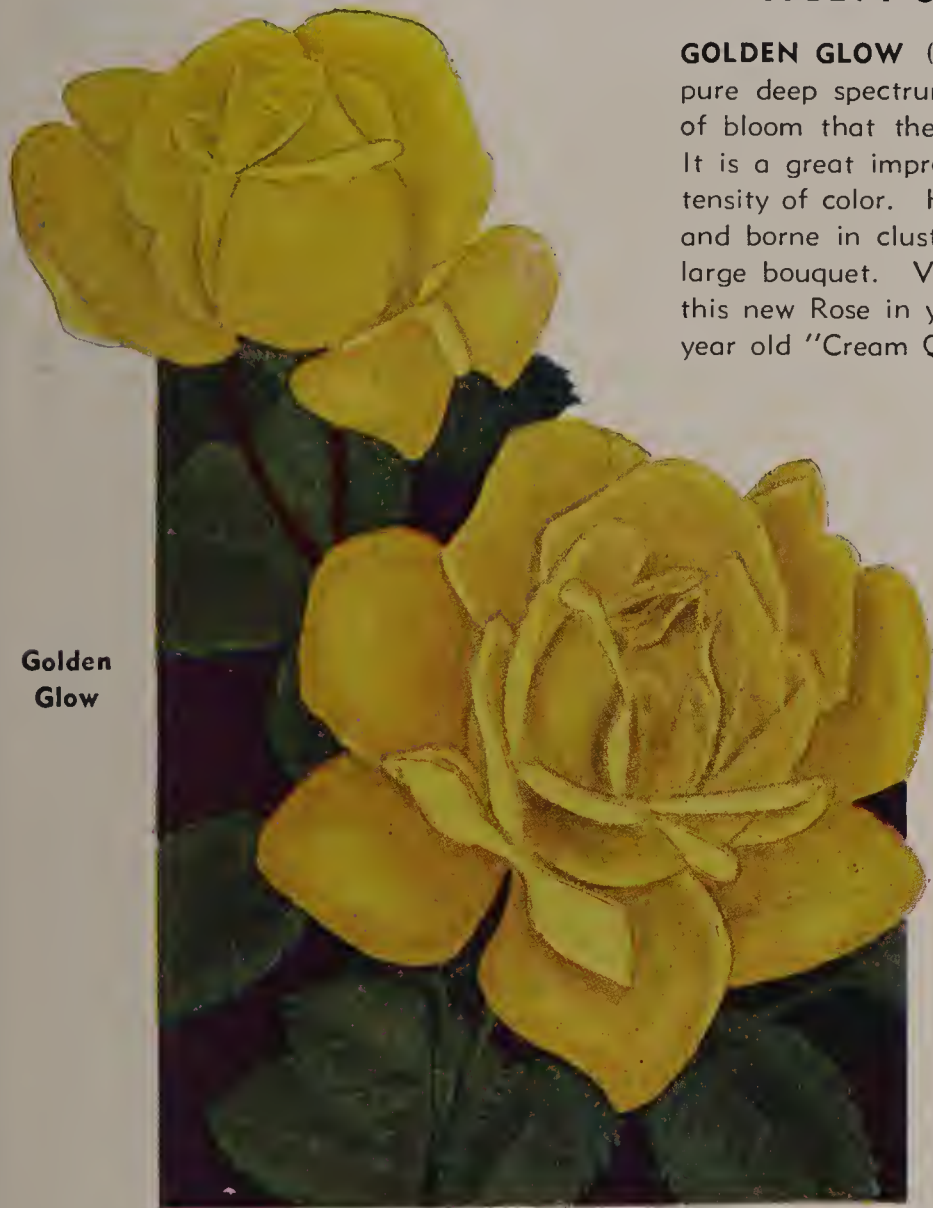 GOLDEN GLOW (
pure deep spectrum
of bloom that the
It is a great impr
tensity of color. H
and borne in clust
large bouquet. V
this new Rose in y
year old "Cream
Golden
Glow